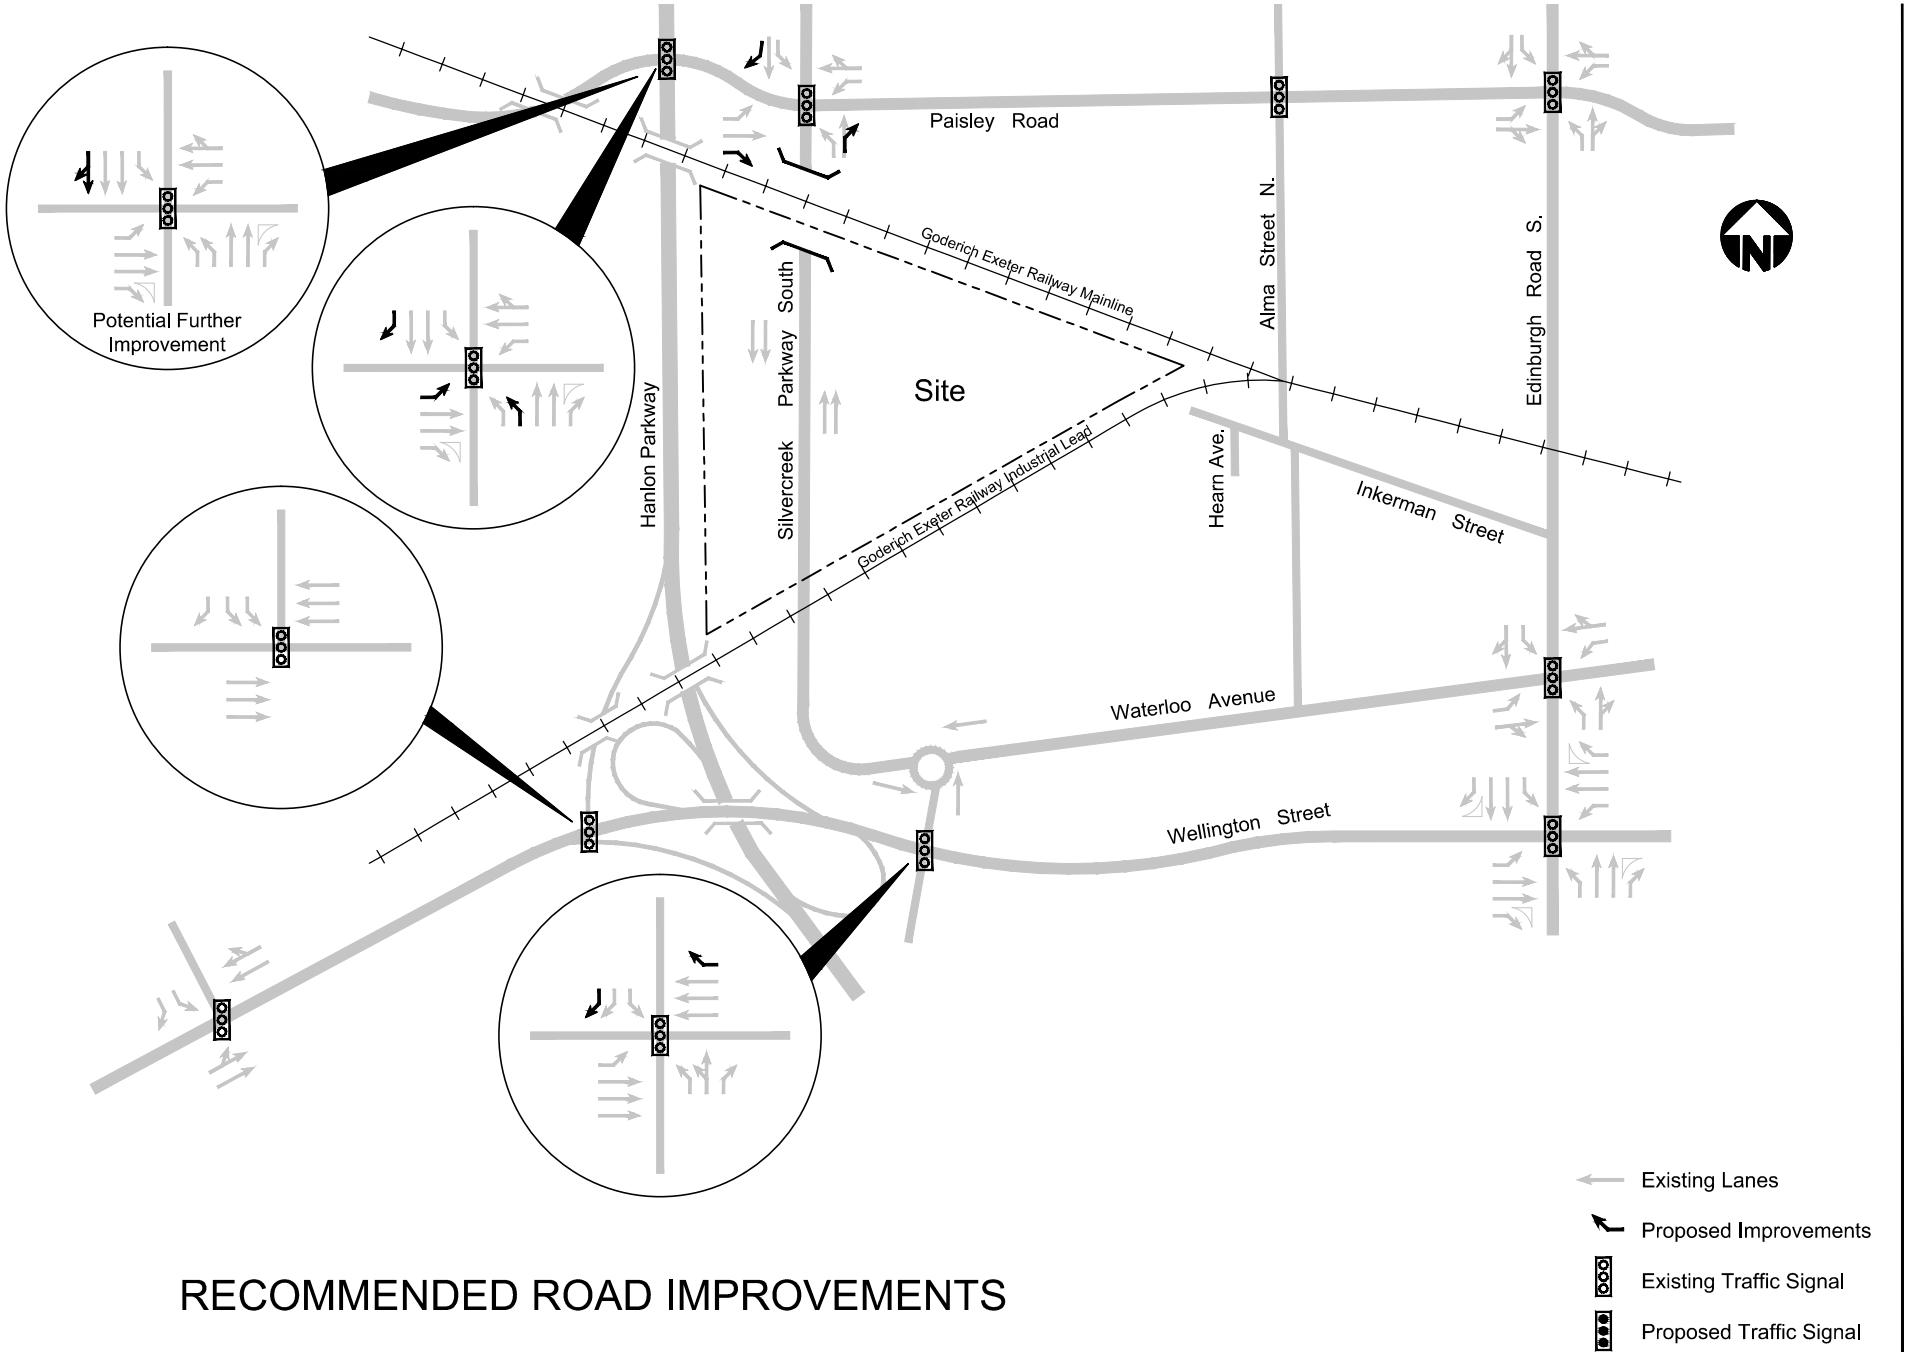 Paisley Road
Potential Further
Improvement
Goderich Exeter Railway Mainline
Alma Street N.
Edinburgh Road S.
N
Silvercreek Parkway South
Site
Hanlon Parkway
Goderich Exeter Railway Industrial Lead
Hearn Ave.
Inkerman Street
Waterloo Avenue
Wellington Street
Existing Lanes
Proposed Improvements
Existing Traffic Signal
Proposed Traffic Signal
RECOMMENDED ROAD IMPROVEMENTS